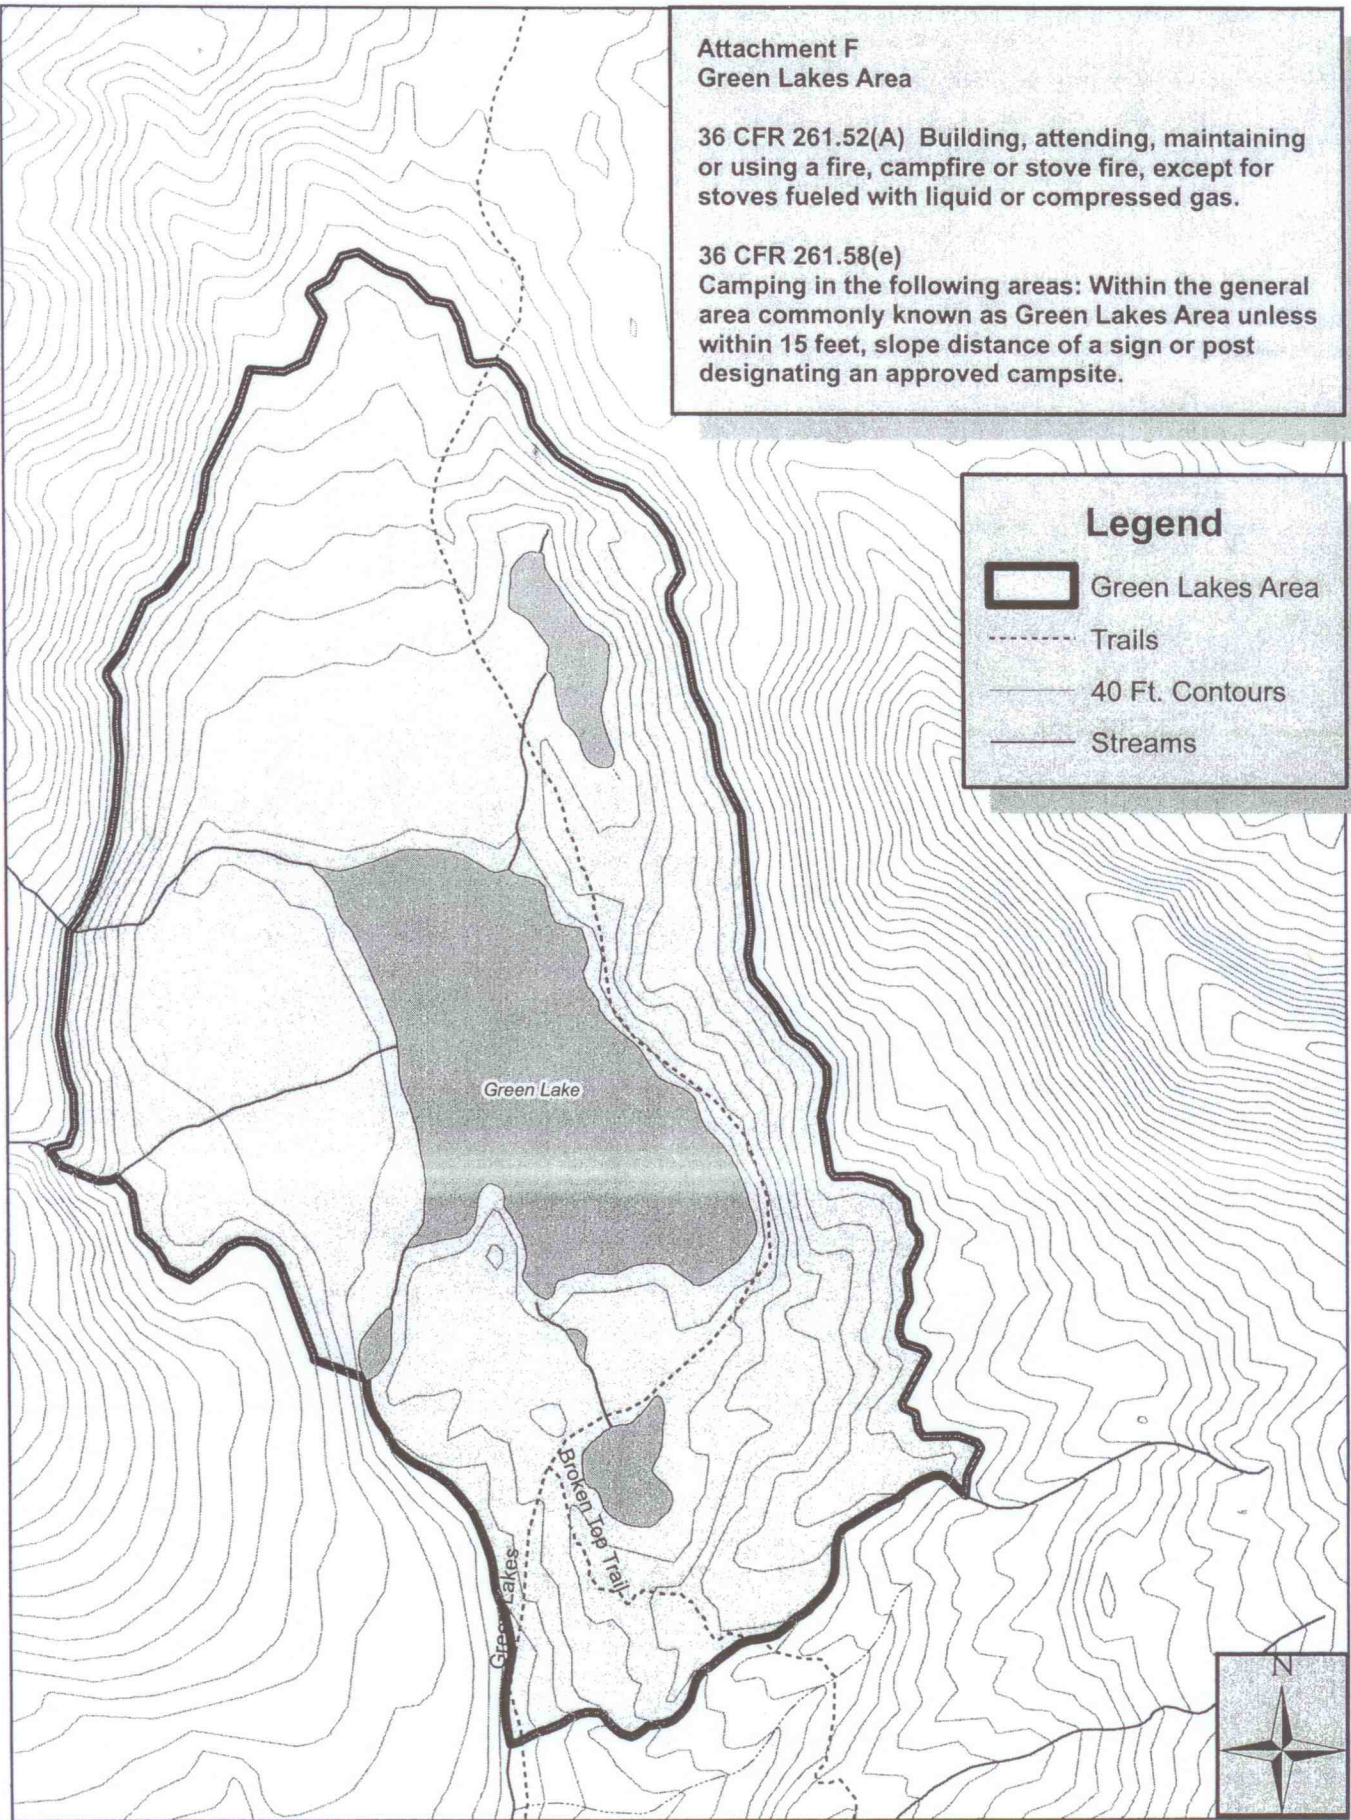 Attachment F
Green Lakes Area
36 CFR 261.52(A) Building, attending, maintaining
or using a fire, campfire or stove fire, except for
stoves fueled with liquid or compressed gas.
36 CFR 261.58(e)
Camping in the following areas: Within the general
area commonly known as Green Lakes Area unless
within 15 feet, slope distance of a sign or post
designating an approved campsite.
Legend
Green Lakes Area
Trails
40 Ft. Contours
Streams
Green Lake
Broken Top Trail
Green Lakes
N